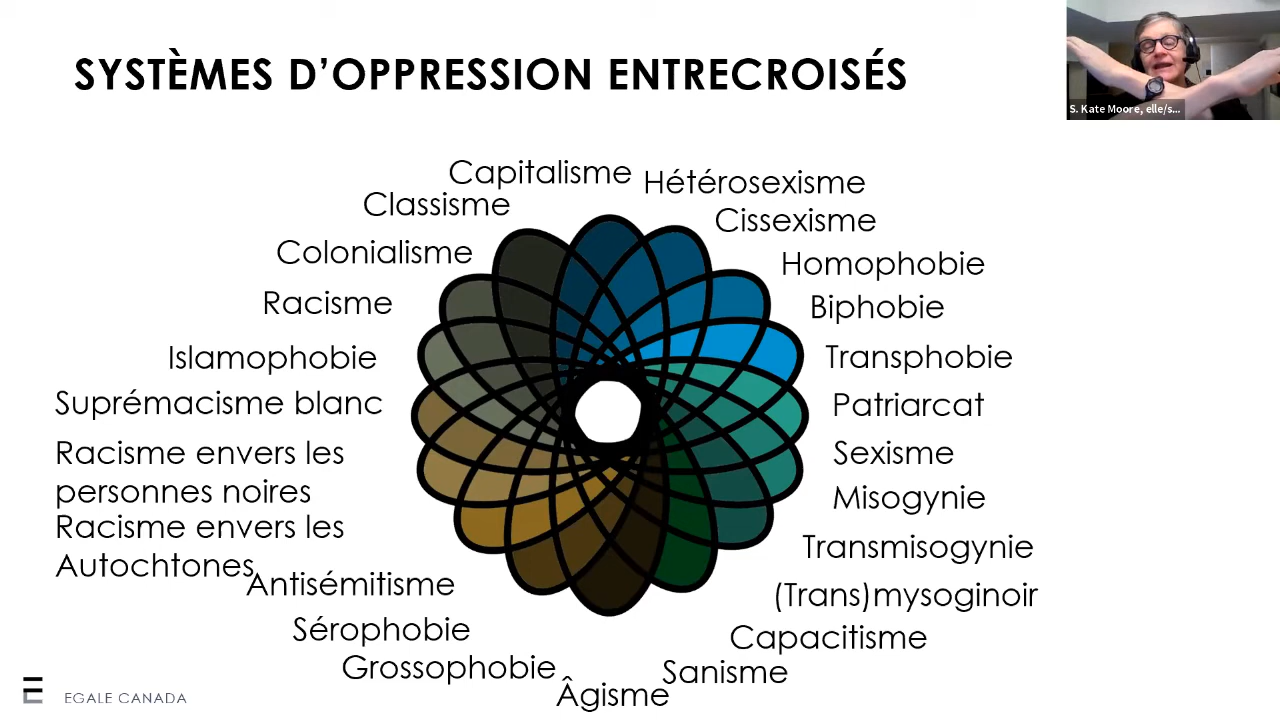 SYSTÈMES D’OPPRESSION ENTRECROISÉS
S. Kate Moore, elle/s...
Capitalisme
Hétérosexisme
Classisme
Cissexisme
Colonialisme
Homophobie
Racisme
Biphobie
Islamophobie
Transphobie
Suprémacisme blanc
Patriarcat
Racisme envers les
personnes noires
Sexisme
Misogynie
Racisme envers les
Autochtones
Transmisogynie
Antisémitisme
(Trans)mysoginoir
Sérophobie
Capacitisme
Grossophobie
Sanisme
Âgisme
EGALE CANADA